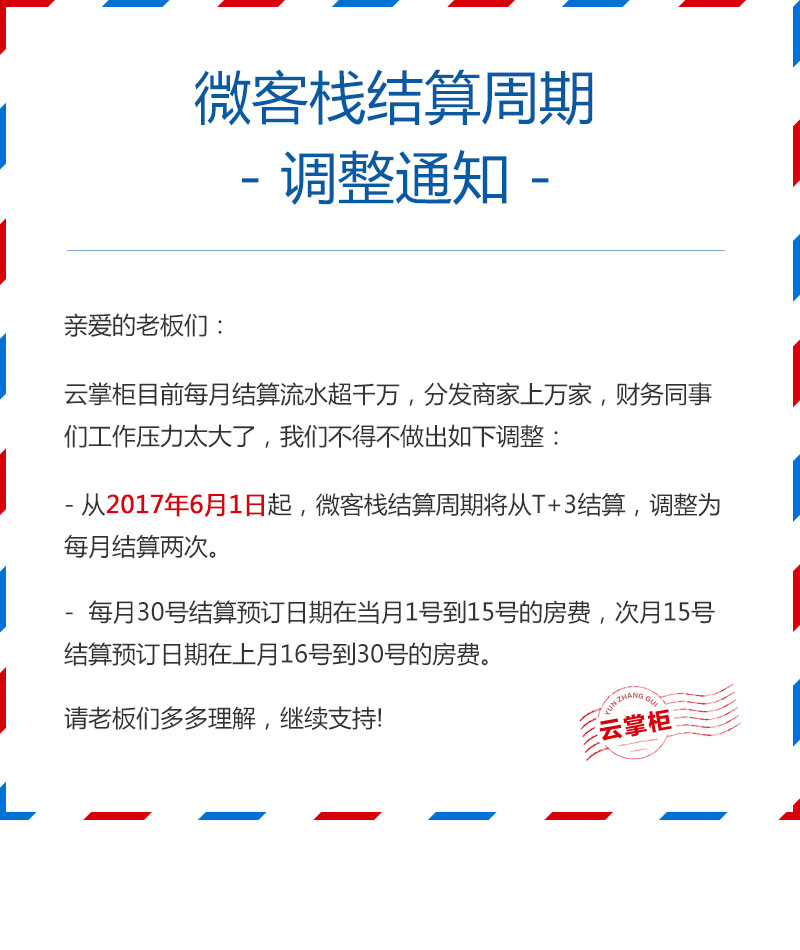 微客栈结算周期
- 调整通知 -
亲爱的老板们：
云掌柜目前每月结算流水超千万，分发商家上万家，财务同事
们工作压力太大了，我们不得不做出如下调整：
- 从2017年6月1日起，微客栈结算周期将从T+3结算，调整为
每月结算两次。
- 每月30号结算预订日期在当月1号到15号的房费，次月15号
结算预订日期在上月16号到30号的房费。
请老板们多多理解，继续支持!
YUN ZHANG GUI
云掌柜